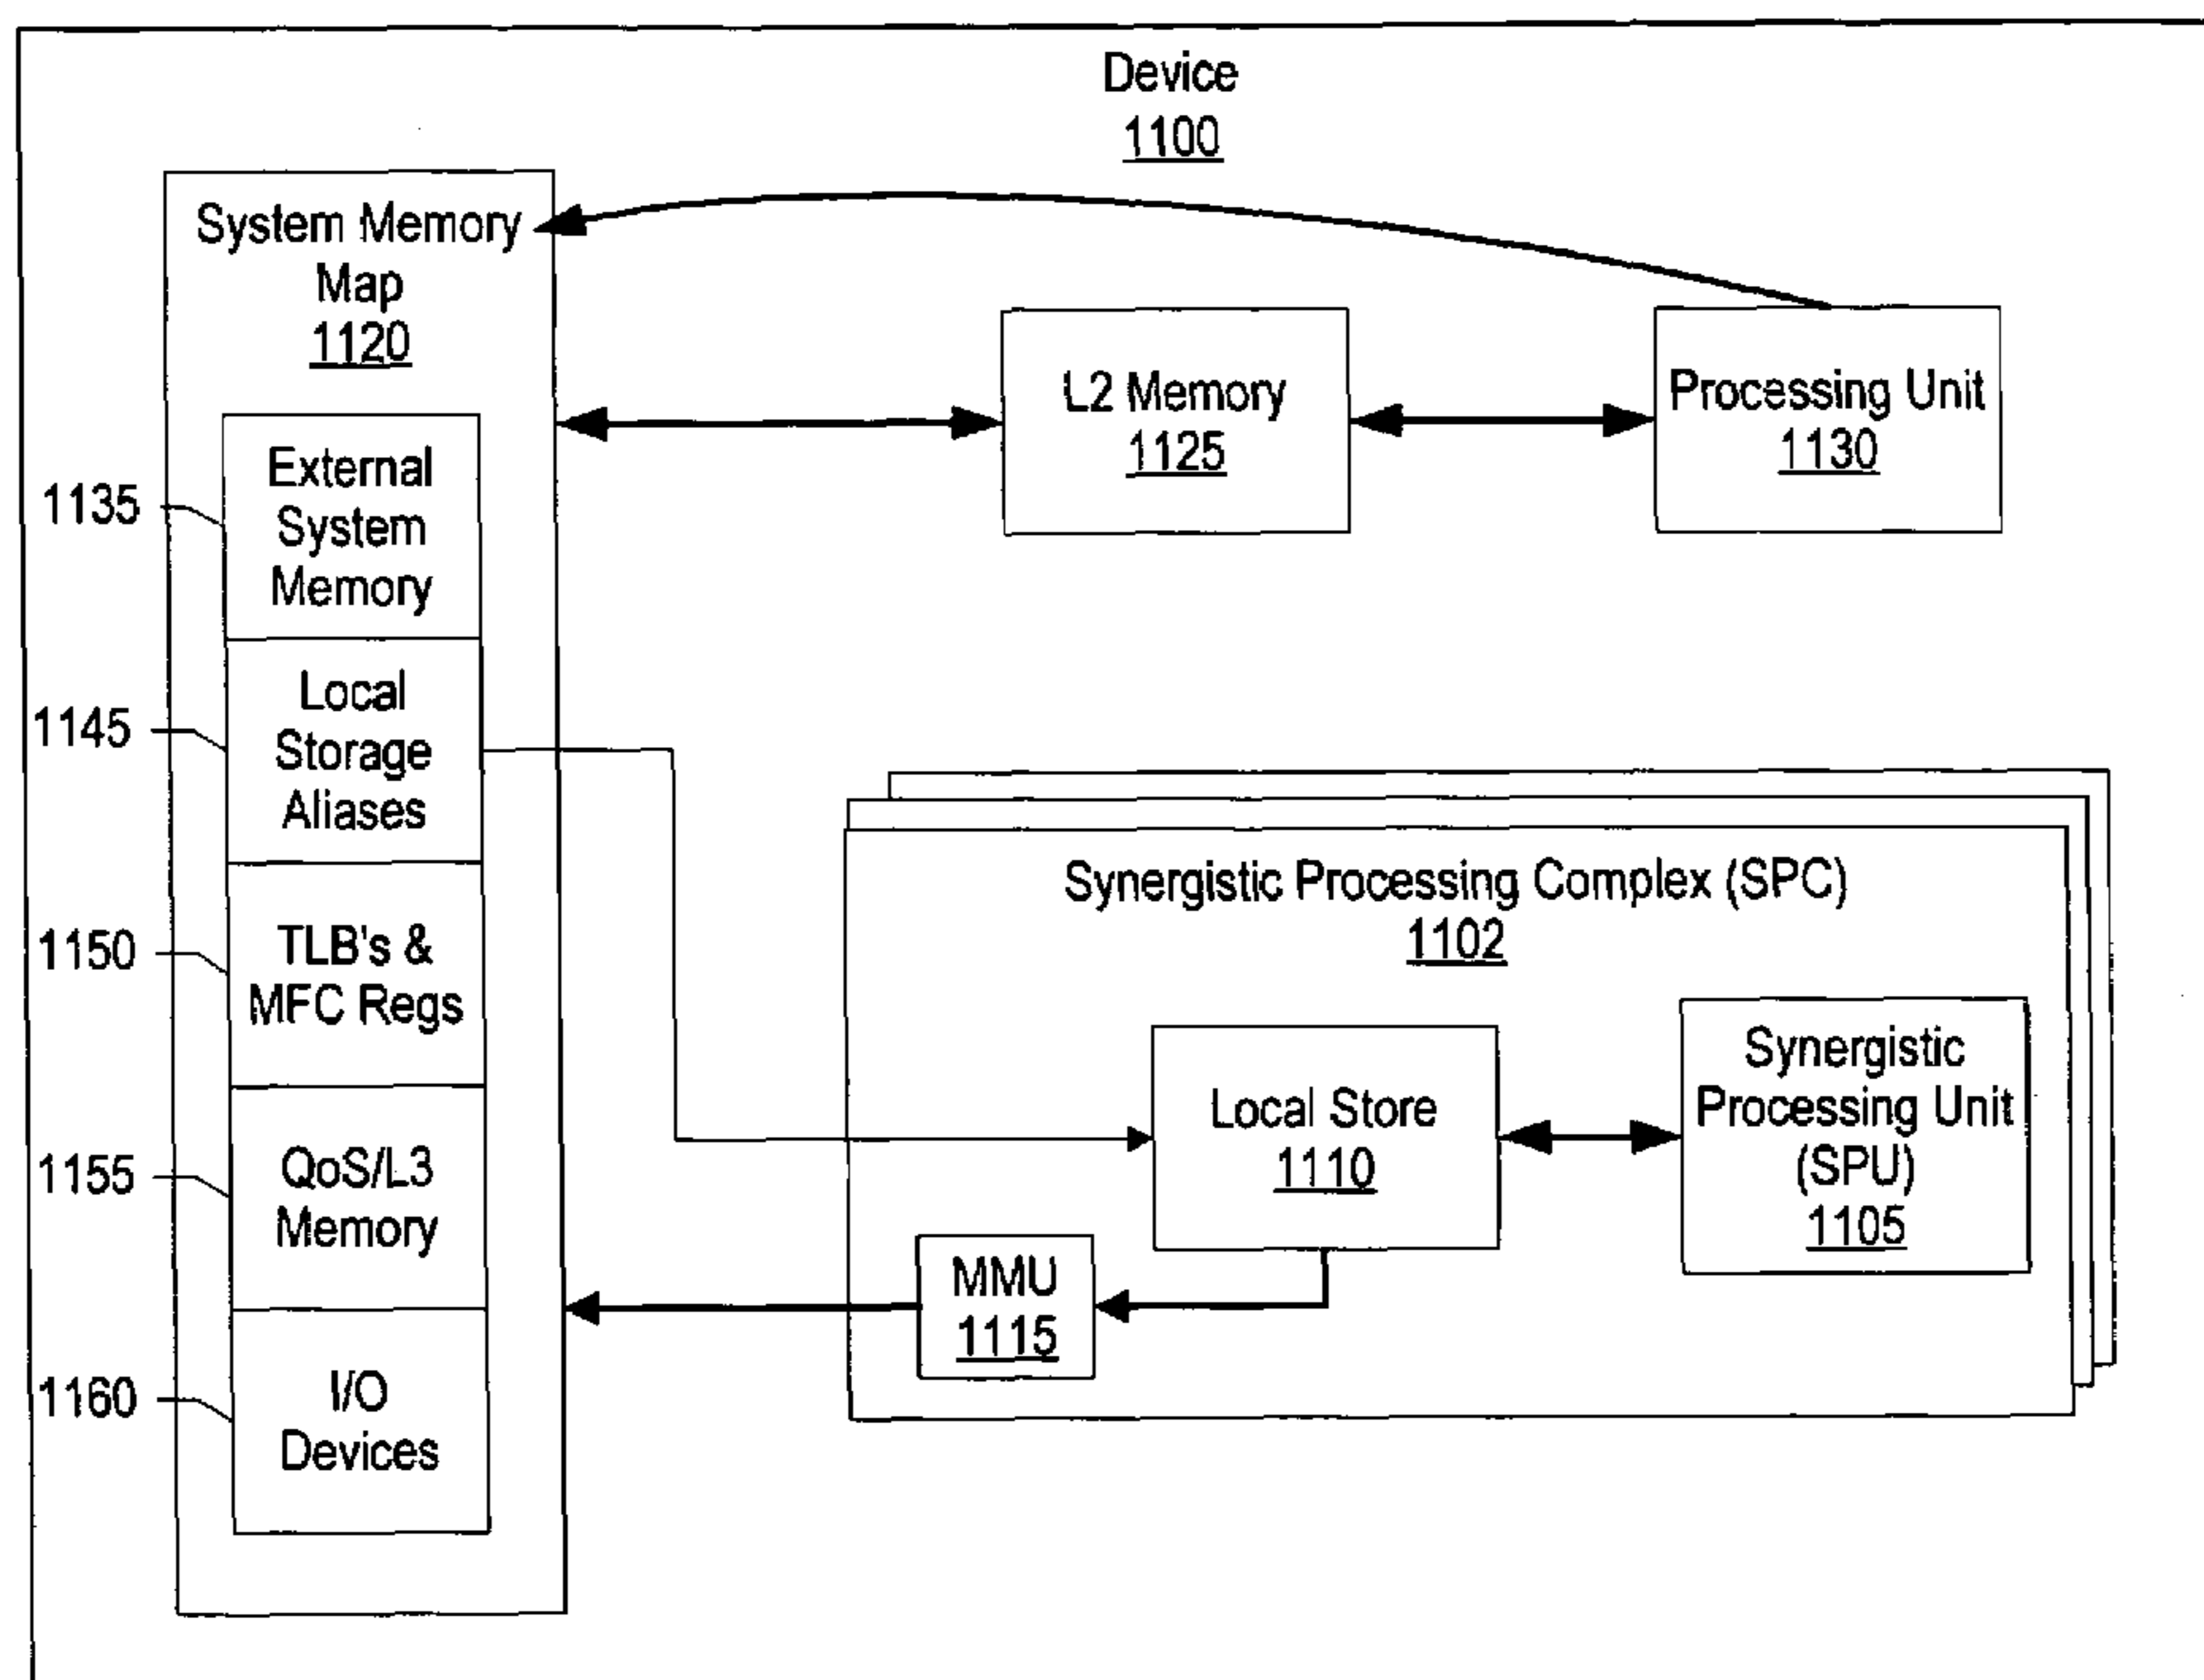 Device
1100
System Memory
Map
1120
L2 Memory
1125
Processing Unit
1130
1135
External
System
Memory
1145
Local
Storage
Aliases
1150
TLB's &
MFC Regs
1155
QoS/L3
Memory
1160
I/O
Devices
Synergistic Processing Complex (SPC)
1102
Local Store
1110
Synergistic
Processing Unit
(SPU)
1105
MMU
1115